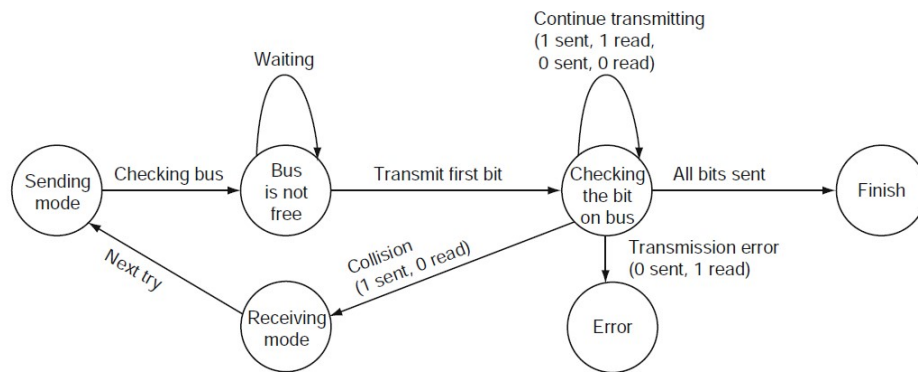 Continue transmitting
(1 sent, 1 read,
0 sent, 0 read)
Waiting
Sending
mode
Checking bus
Bus
is not
free
Transmit first bit
Checking
the bit
on bus
All bits sent
Finish
Next try
Collision
(1 sent, 0 read)
Transmission error
(0 sent, 1 read)
Receiving
mode
Error